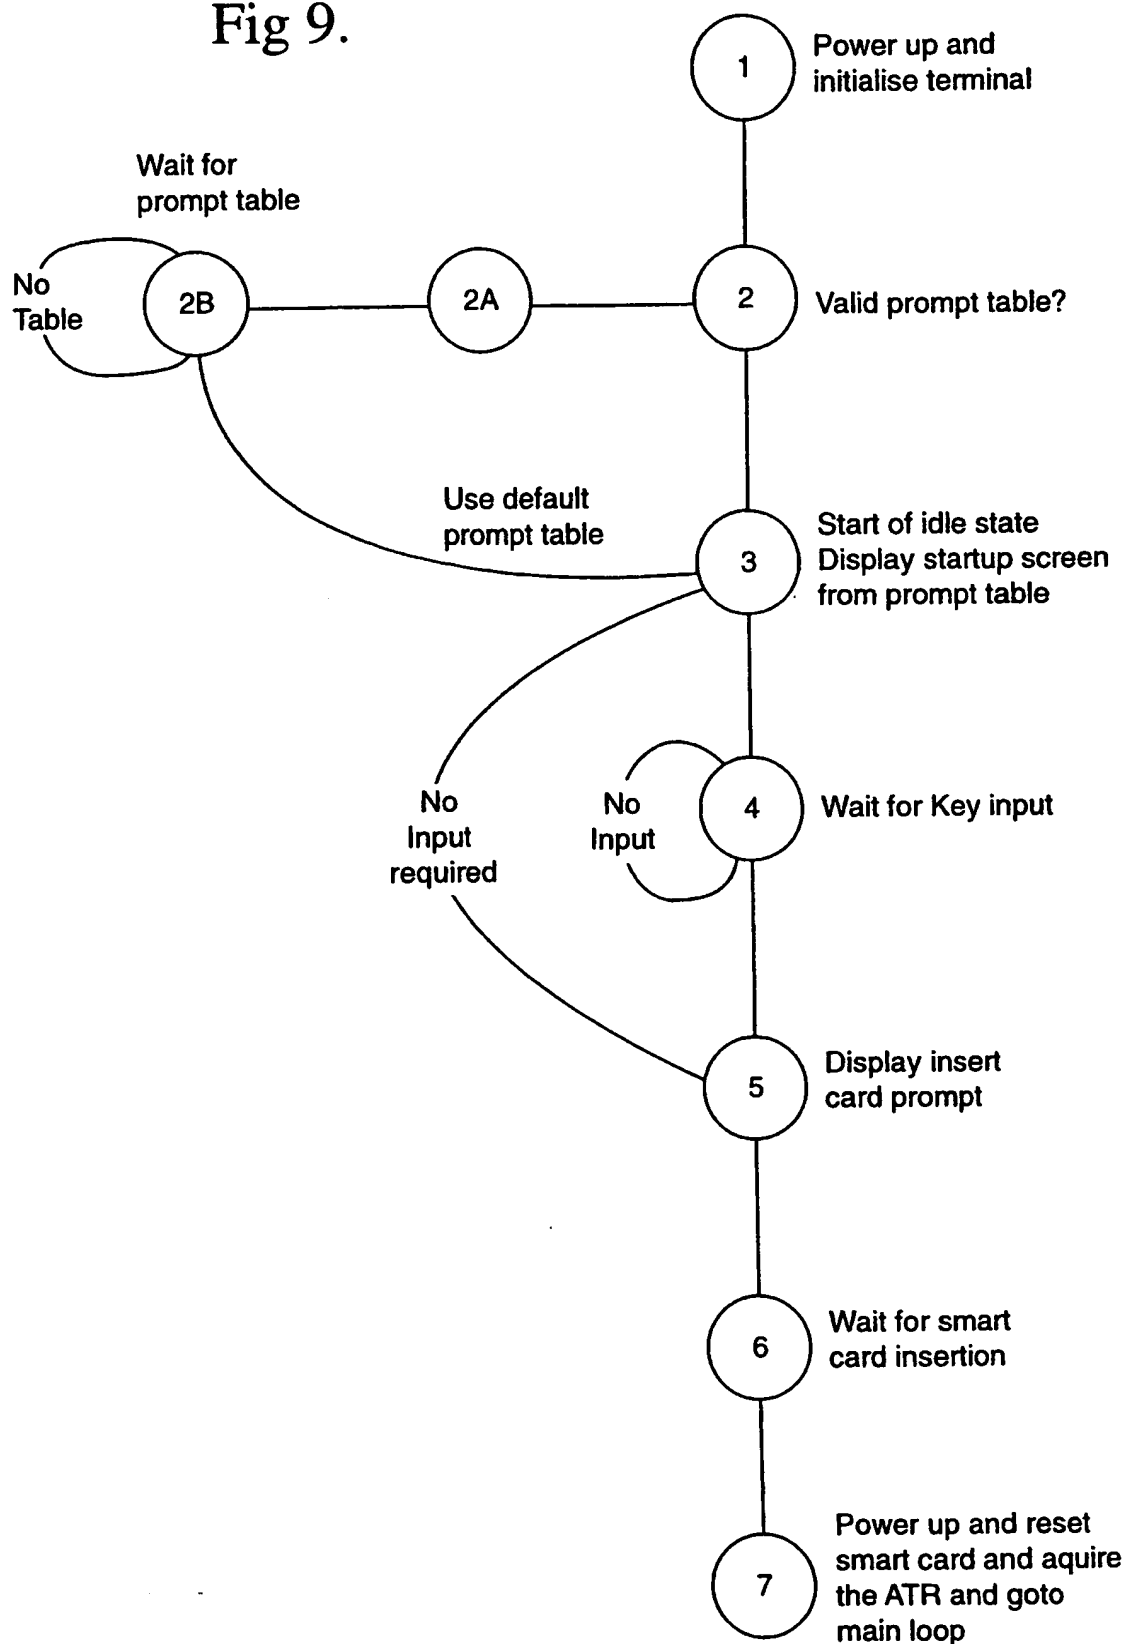 Fig 9.
1
Power up and
initialise terminal
Wait for
prompt table
No
Table
2B
2A
2
Valid prompt table?
Use default
prompt table
3
Start of idle state
Display startup screen
from prompt table
No
Input
required
No
Input
4
Wait for Key input
5
Display insert
card prompt
6
Wait for smart
card insertion
7
Power up and reset
smart card and aquire
the ATR and goto
main loop